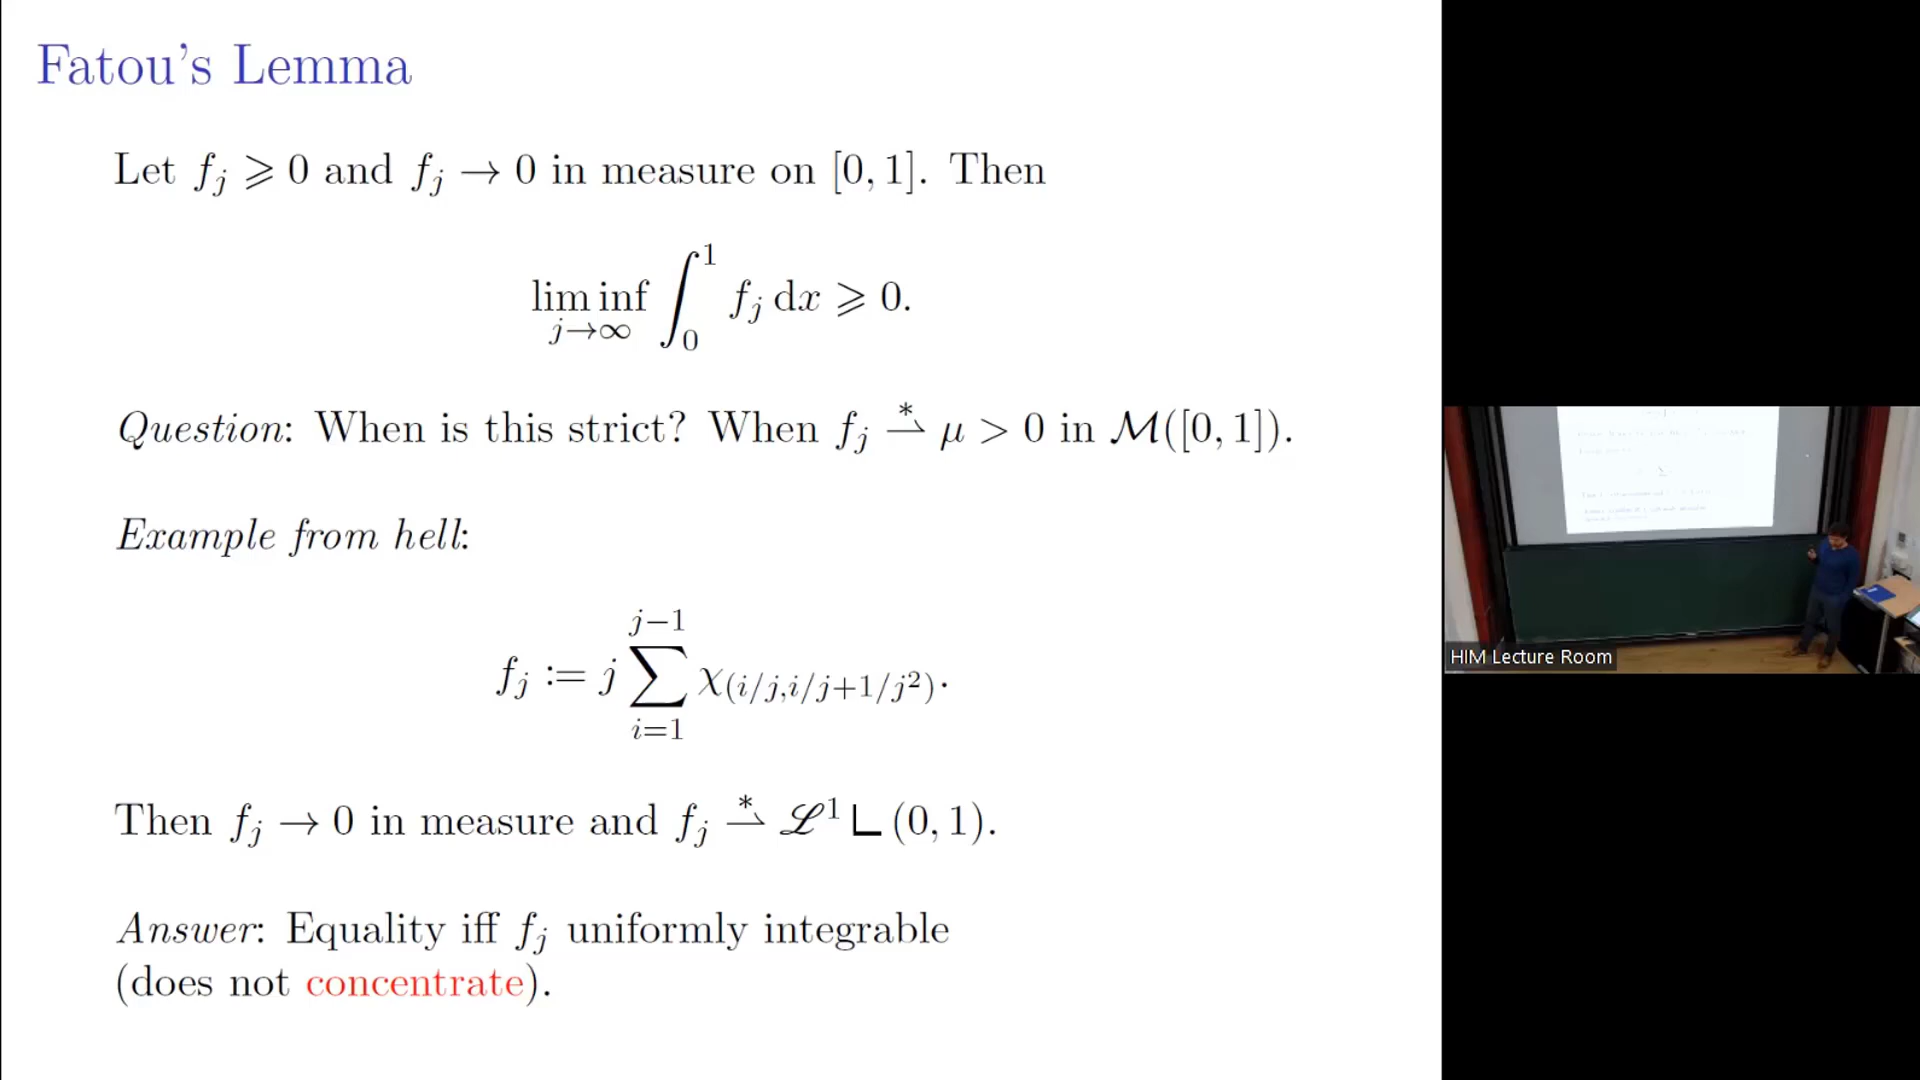 Fatou's Lemma
Let f_j ⩾ 0 and f_j → 0 in measure on [0, 1]. Then
lim inf_{j→∞} ∫_0^1 f_j dx ⩾ 0.
Question: When is this strict? When f_j ⇀* μ > 0 in ℳ([0, 1]).
Example from hell:
f_j := j ∑_{i=1}^{j−1} χ_{(i/j,i/j+1/j²)}.
Then f_j → 0 in measure and f_j ⇀* ℒ¹ ⌞ (0, 1).
Answer: Equality iff f_j uniformly integrable
(does not concentrate).
HIM Lecture Room